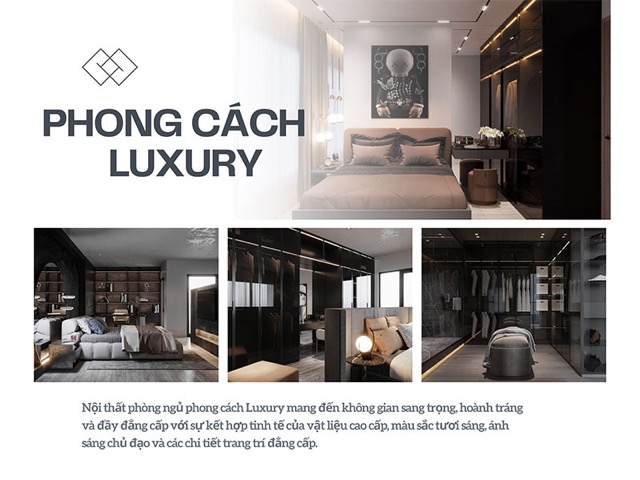 PHONG CÁCH
LUXURY
Nội thất phòng ngủ phong cách Luxury mang đến không gian sang trọng, hoành tráng
và đầy đẳng cấp với sự kết hợp tinh tế của vật liệu cao cấp, màu sắc tươi sáng, ánh
sáng chủ đạo và các chi tiết trang trí đẳng cấp.